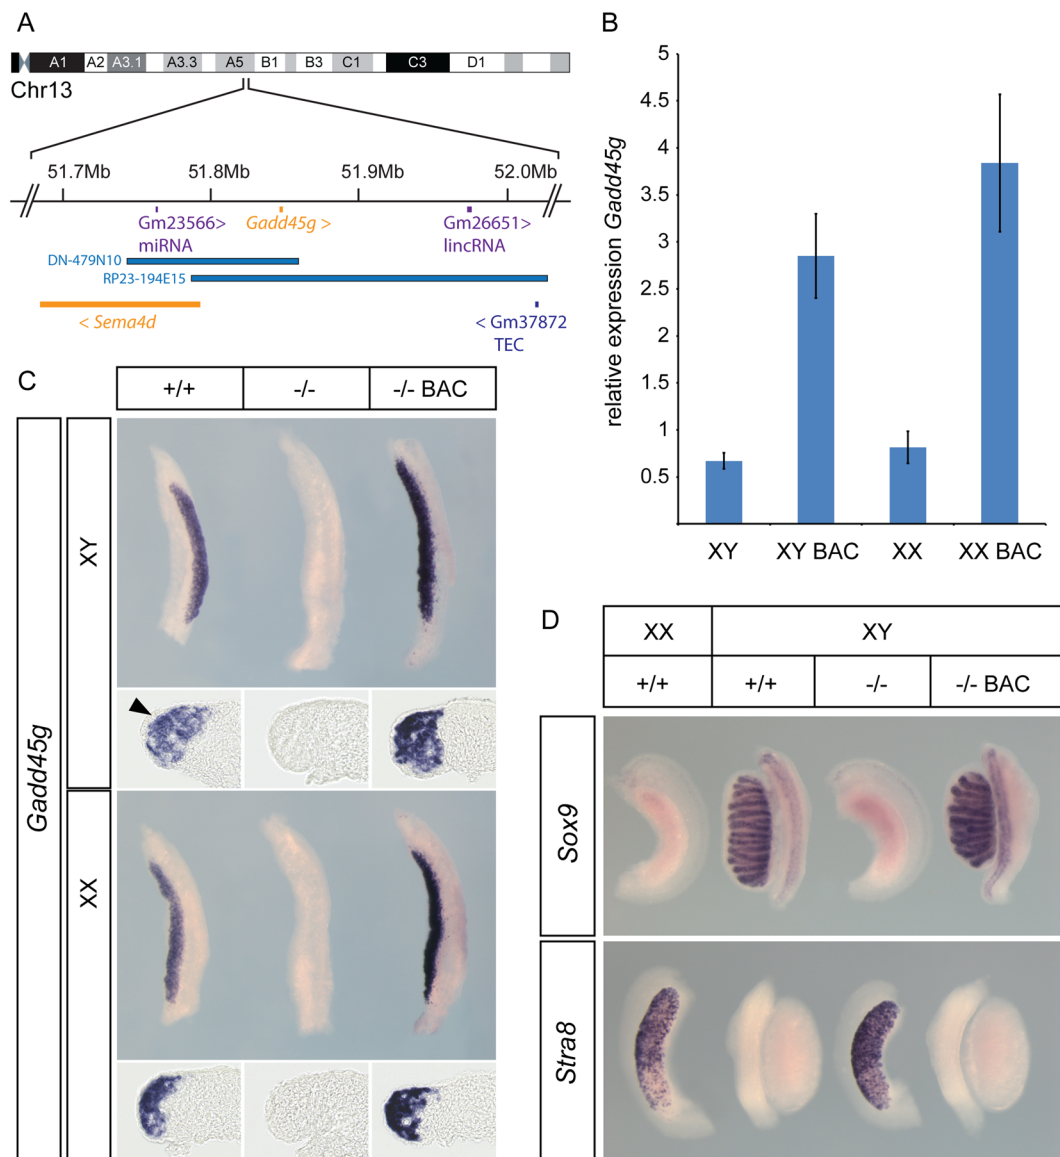 A
A1 A2 A3.1 A3.3 A5 B1 B3 C1 C3 D1
Chr13
51.7Mb 51.8Mb 51.9Mb 52.0Mb
Gm23566> Gadd45g > Gm26651>
miRNA lincRNA
DN-479N10
RP23-194E15
< Sema4d < Gm37872
TEC
B
relative expression Gadd45g
5
4.5
4
3.5
3
2.5
2
1.5
1
0.5
XY XY BAC XX XX BAC
C
+/+ -/- -/- BAC
Gadd45g
XY
XX
D
XX XY
+/+ +/+ -/- -/- BAC
Sox9
Stra8